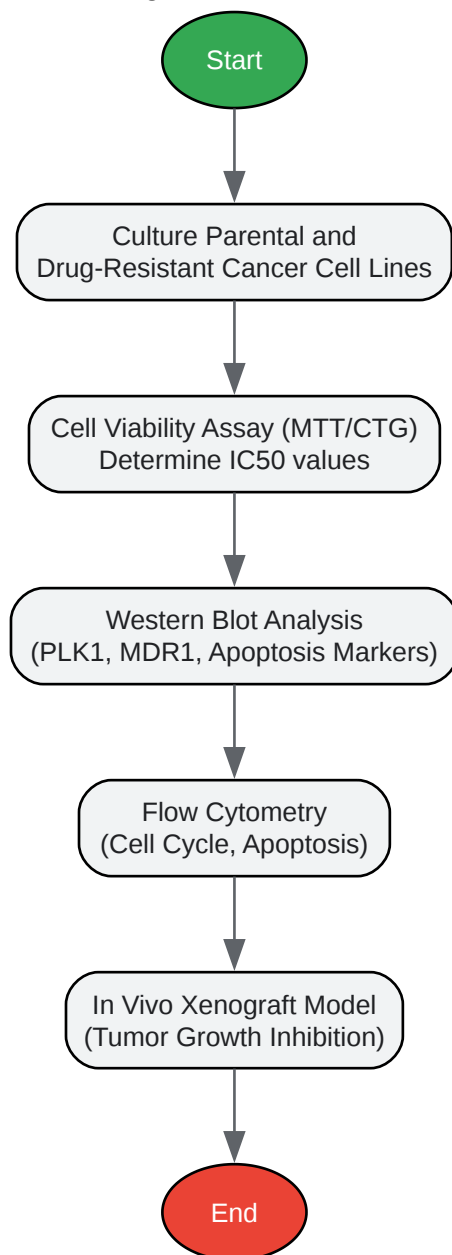 Start
Culture Parental and
Drug-Resistant Cancer Cell Lines
Cell Viability Assay (MTT/CTG)
Determine IC50 values
Western Blot Analysis
(PLK1, MDR1, Apoptosis Markers)
Flow Cytometry
(Cell Cycle, Apoptosis)
In Vivo Xenograft Model
(Tumor Growth Inhibition)
End